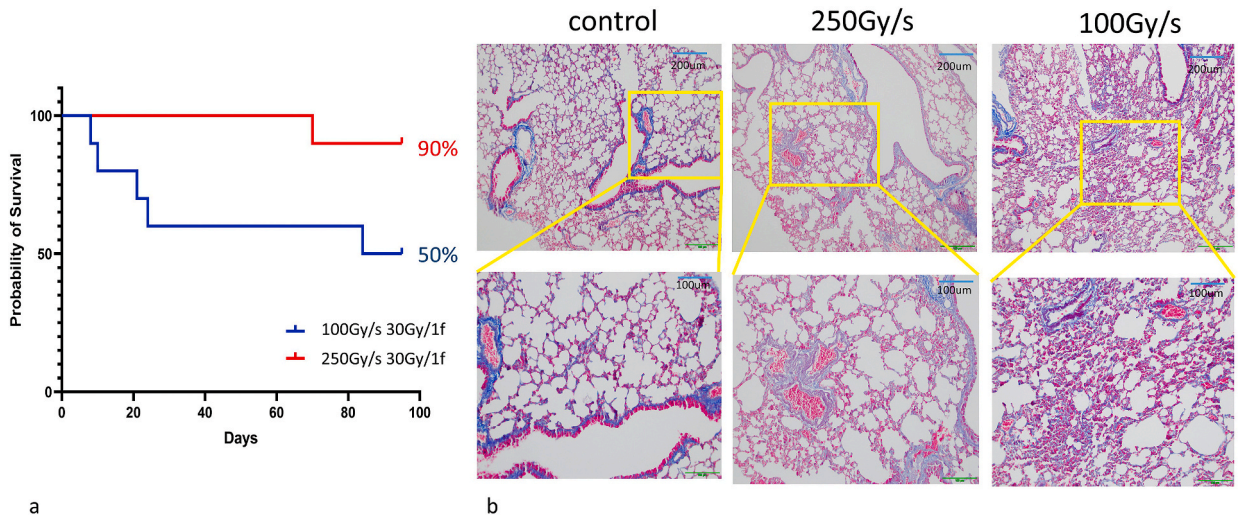 control 250Gy/s 100Gy/s
200um 200um 200um
100 90%
Probability of Survival
50 50%
100um 100um 100um
100Gy/s 30Gy/1f
250Gy/s 30Gy/1f
0
0 20 40 60 80 100
Days
a b